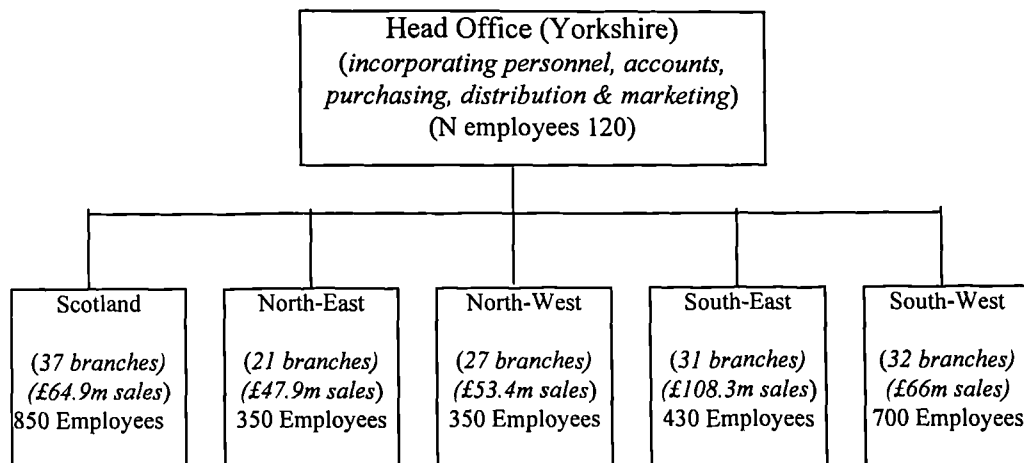 Head Office (Yorkshire)
(incorporating personnel, accounts,
purchasing, distribution & marketing)
(N employees 120)
Scotland
(37 branches)
(£64.9m sales)
850 Employees
North-East
(21 branches)
(£47.9m sales)
350 Employees
North-West
(27 branches)
(£53.4m sales)
350 Employees
South-East
(31 branches)
(£108.3m sales)
430 Employees
South-West
(32 branches)
(£66m sales)
700 Employees